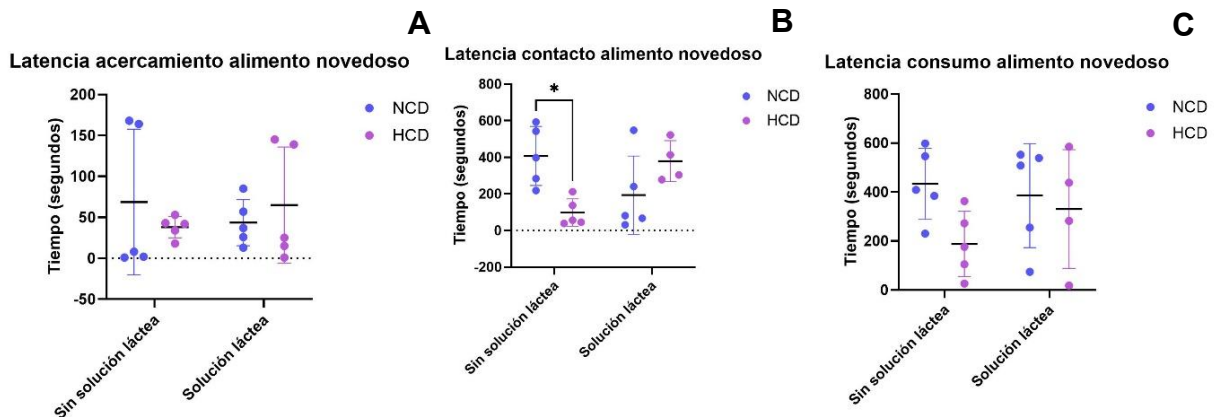 A
Latencia acercamiento alimento novedoso
Tiempo (segundos)
200
150
100
50
0
-50
Sin solución láctea
Solución láctea
NCD
HCD
B
Latencia contacto alimento novedoso
Tiempo (segundos)
800
600
400
200
0
-200
*
Sin solución láctea
Solución láctea
NCD
HCD
C
Latencia consumo alimento novedoso
Tiempo (segundos)
800
600
400
200
0
Sin solución láctea
Solución láctea
NCD
HCD